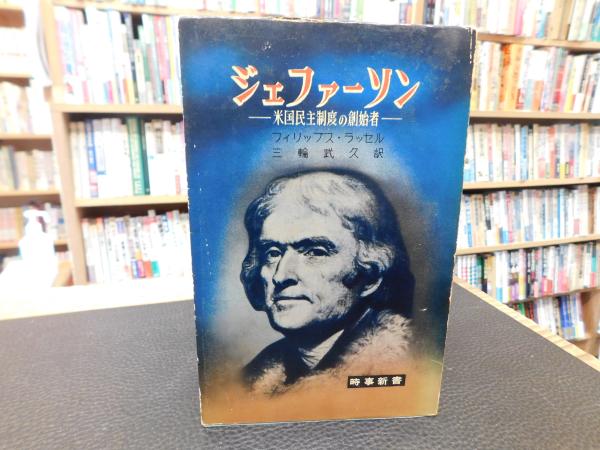 ジェファーソン
―米国民主制度の創始者―
フィリップス・ラッセル
三輪武久訳
時事新書